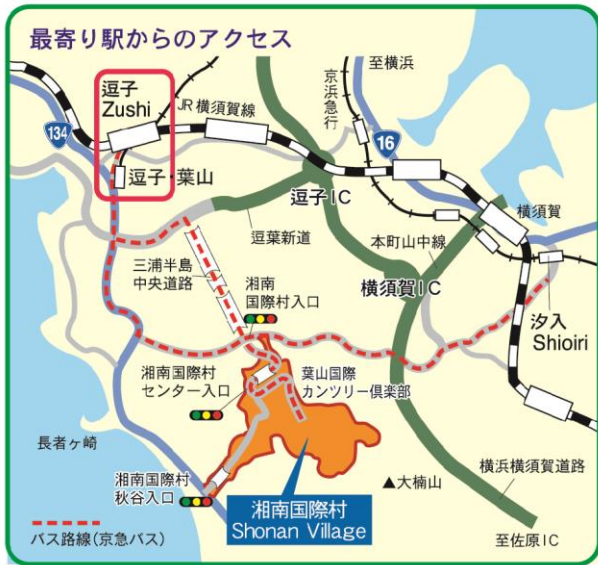 最寄り駅からのアクセス
至横浜
京浜急行
逗子
Zushi
JR 横須賀線
134
16
逗子・葉山
逗子IC
横須賀
逗葉新道
本町山中線
三浦半島
中央道路
湘南
国際村入口
横須賀IC
汐入
Shioiri
湘南国際村
センター入口
葉山国際
カンツリー倶楽部
長者ヶ崎
湘南国際村
秋谷入口
▲大楠山
横浜横須賀道路
湘南国際村
Shonan Village
バス路線(京急バス)
至佐原IC